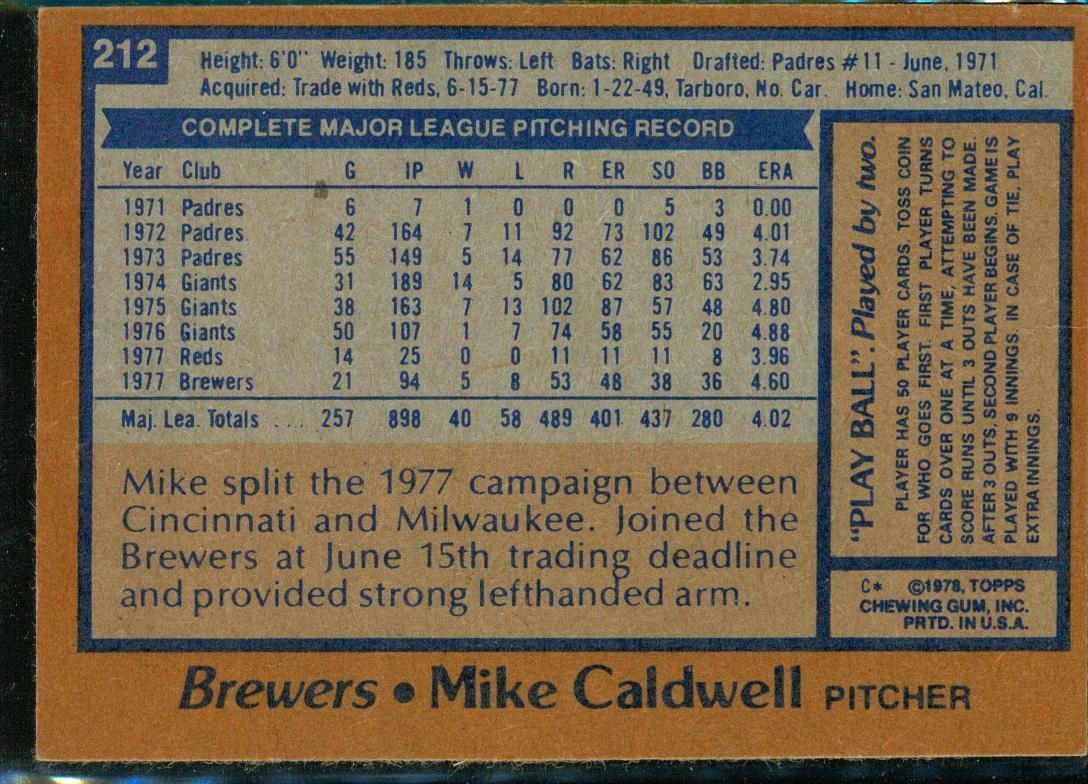 212
Height: 6'0" Weight: 185 Throws: Left Bats: Right Drafted: Padres #11 - June, 1971
Acquired: Trade with Reds, 6-15-77 Born: 1-22-49, Tarboro, No. Car. Home: San Mateo, Cal.
COMPLETE MAJOR LEAGUE PITCHING RECORD
Year Club G IP W L R ER SO BB ERA
1971 Padres 6 7 1 0 0 0 5 3 0.00
1972 Padres 42 164 7 11 92 73 102 49 4.01
1973 Padres 55 149 5 14 77 62 86 53 3.74
1974 Giants 31 189 14 5 80 62 83 63 2.95
1975 Giants 38 163 7 13 102 87 57 48 4.80
1976 Giants 50 107 1 7 74 58 55 20 4.88
1977 Reds 14 25 0 0 11 11 11 8 3.96
1977 Brewers 21 94 5 8 53 48 38 36 4.60
Maj. Lea. Totals .... 257 898 40 58 489 401 437 280 4.02
Mike split the 1977 campaign between
Cincinnati and Milwaukee. Joined the
Brewers at June 15th trading deadline
and provided strong lefthanded arm.
"PLAY BALL". Played by two.
PLAYER HAS 50 PLAYER CARDS. TOSS COIN
FOR WHO GOES FIRST. FIRST PLAYER TURNS
CARDS OVER ONE AT A TIME, ATTEMPTING TO
SCORE RUNS UNTIL 3 OUTS HAVE BEEN MADE.
AFTER 3 OUTS, SECOND PLAYER BEGINS. GAME IS
PLAYED WITH 9 INNINGS. IN CASE OF TIE, PLAY
EXTRA INNINGS.
C* ©1978, TOPPS
CHEWING GUM, INC.
PRTD. IN U.S.A.
Brewers • Mike Caldwell PITCHER